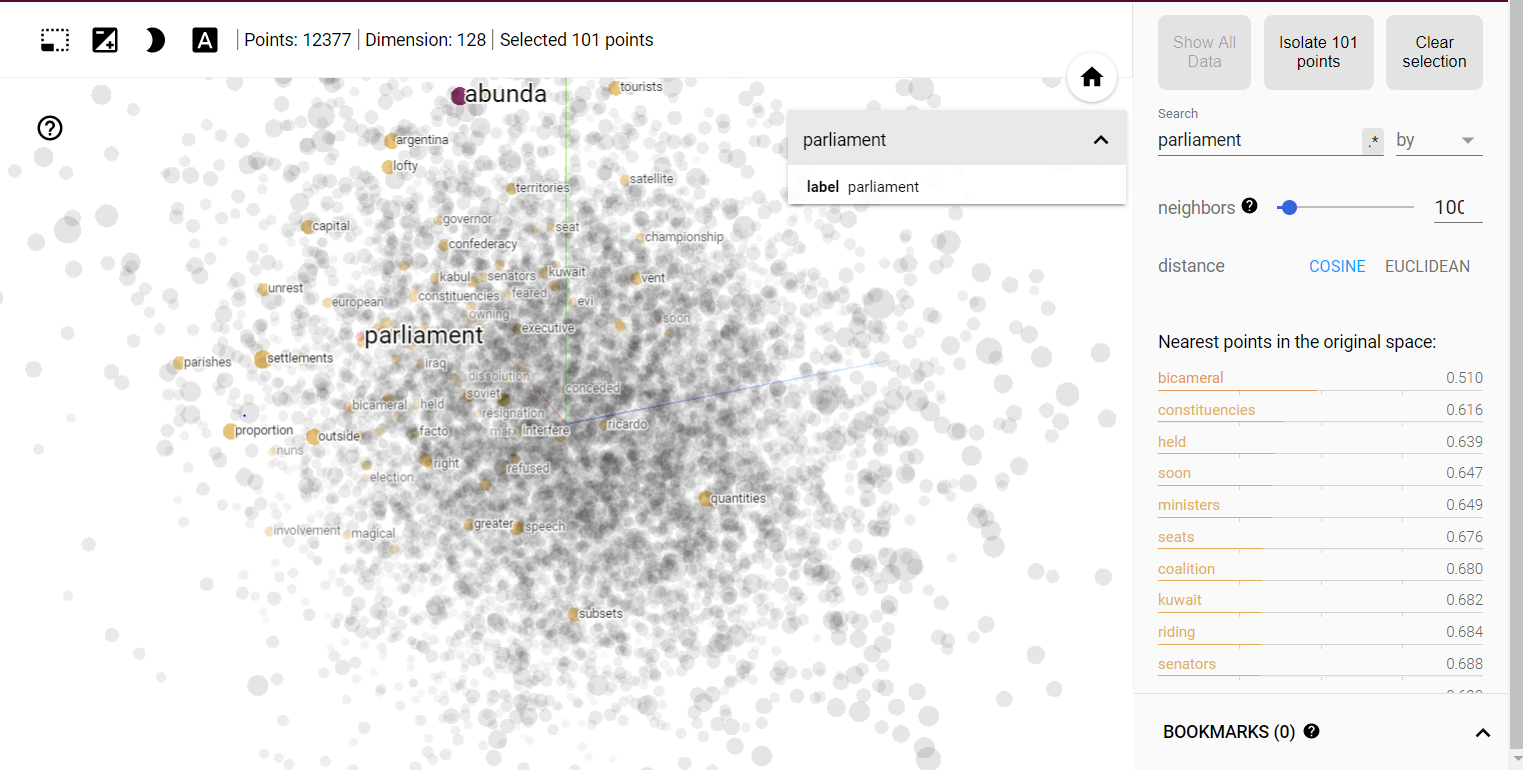 A | Points: 12377 | Dimension: 128 | Selected 101 points
abunda
tourists
argentina
lofty
satellite
territories
governor
capital
seat
championship
confederacy
kabul
senators
kuwait
vent
unrest
european
constituencies
feared
evi
owning
soon
executive
parliament
settlements
parishes
iraq
dissolution
conceded
soviet
bicameral
held
resignation
ricardo
proportion
outside
facto
marx
interfere
nuns
right
refused
election
quantities
greater
speech
involvement
magical
subsets
parliament
label parliament
Show All
Data
Isolate 101
points
Clear
selection
Search
parliament .* by
neighbors 100
distance COSINE EUCLIDEAN
Nearest points in the original space:
bicameral 0.510
constituencies 0.616
held 0.639
soon 0.647
ministers 0.649
seats 0.676
coalition 0.680
kuwait 0.682
riding 0.684
senators 0.688
BOOKMARKS (0)